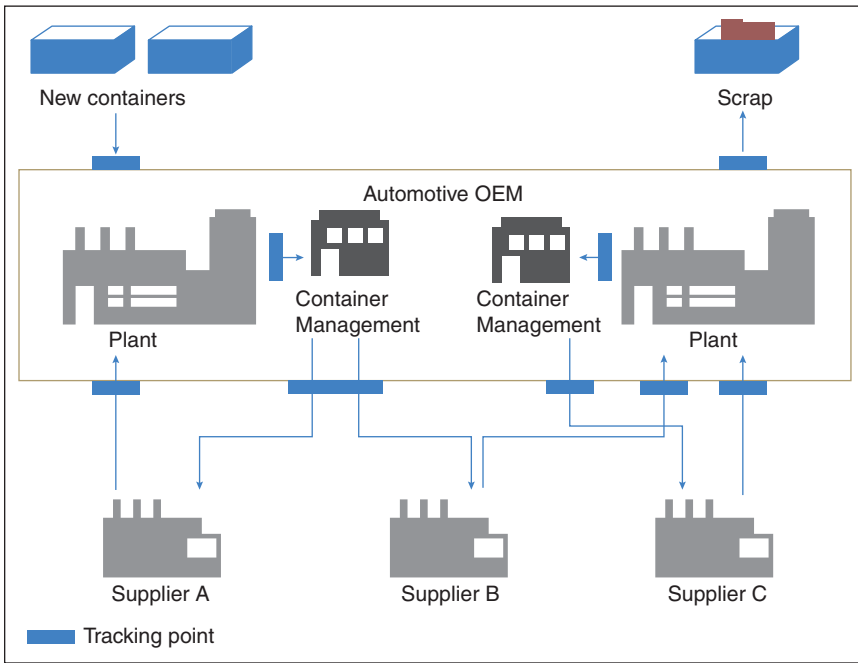 New containers
Scrap
Automotive OEM
Container
Management
Container
Management
Plant
Plant
Supplier A
Supplier B
Supplier C
Tracking point